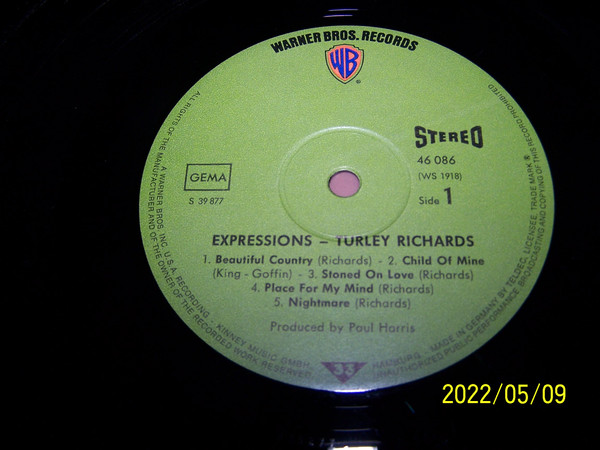 WARNER BROS. RECORDS
WB
®
STEREO
46 086
(WS 1918)
Side 1
GEMA
S 39 877
EXPRESSIONS – TURLEY RICHARDS
1. Beautiful Country (Richards) - 2. Child Of Mine
(King - Goffin) - 3. Stoned On Love (Richards)
4. Place For My Mind (Richards)
5. Nightmare (Richards)
Produced by Paul Harris
33
ALL RIGHTS OF THE MANUFACTURER AND OF THE OWNER OF THE RECORDED WORK RESERVED.
A WARNER BROS. INC. U.S.A. RECORDING. KINNEY MUSIC GMBH. HAMBURG. MADE IN GERMANY BY TELDEC, LICENSEE. TRADE MARK ®
UNAUTHORIZED PUBLIC PERFORMANCE, BROADCASTING AND COPYING OF THIS RECORD PROHIBITED
2022/05/09